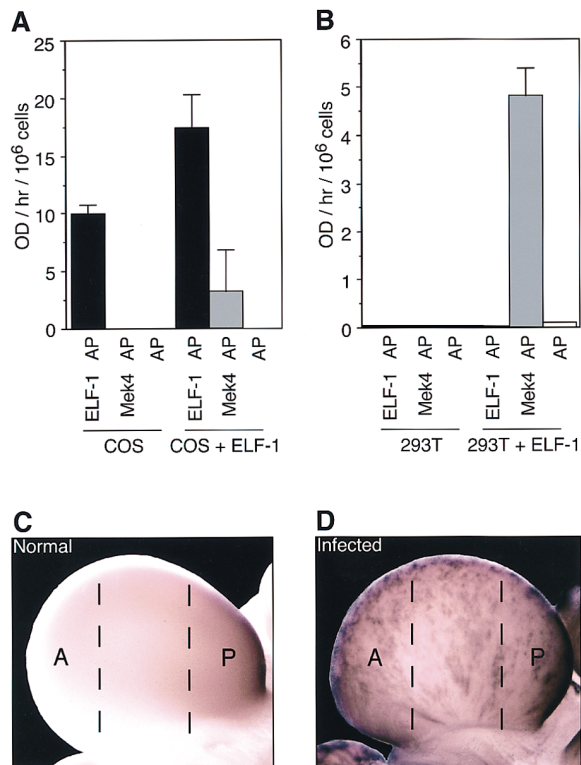 A
B
OD / hr / 10⁶ cells
25
20
15
10
5
0
OD / hr / 10⁶ cells
6
5
4
3
2
1
0
ELF-1 AP
Mek4 AP
AP
ELF-1 AP
Mek4 AP
AP
COS
COS + ELF-1
ELF-1 AP
Mek4 AP
AP
ELF-1 AP
Mek4 AP
AP
293T
293T + ELF-1
C
D
Normal
Infected
A
P
A
P